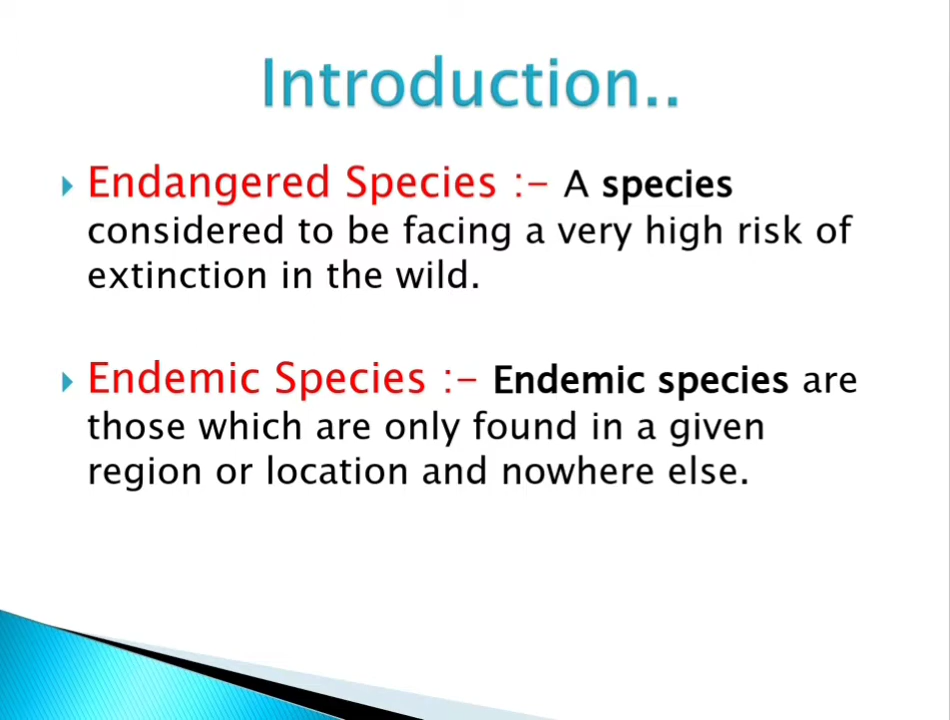 Introduction..
Endangered Species :- A species
considered to be facing a very high risk of
extinction in the wild.
Endemic Species :- Endemic species are
those which are only found in a given
region or location and nowhere else.